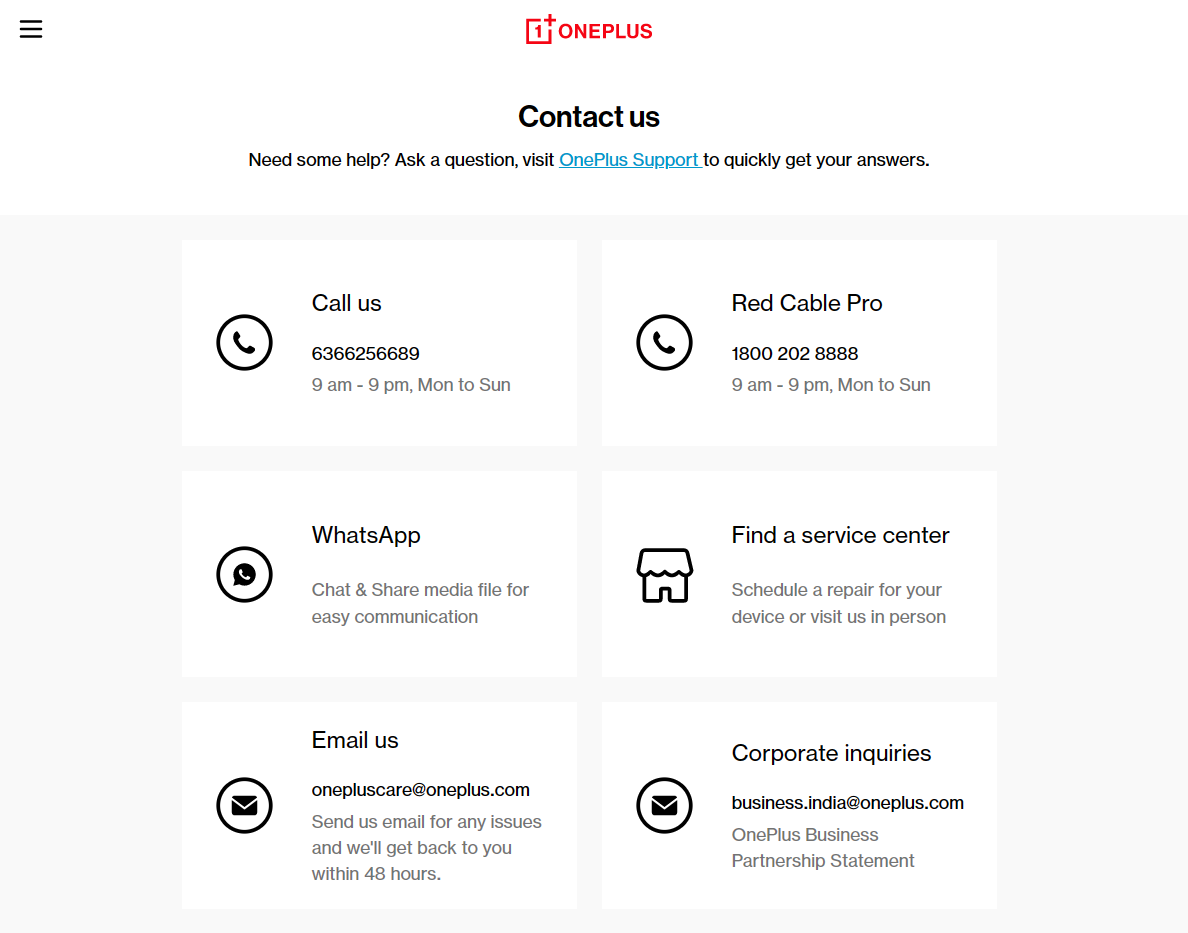 1 ONEPLUS
Contact us
Need some help? Ask a question, visit OnePlus Support to quickly get your answers.
Call us
6366256689
9 am - 9 pm, Mon to Sun
Red Cable Pro
1800 202 8888
9 am - 9 pm, Mon to Sun
WhatsApp
Chat & Share media file for
easy communication
Find a service center
Schedule a repair for your
device or visit us in person
Email us
onepluscare@oneplus.com
Send us email for any issues
and we'll get back to you
within 48 hours.
Corporate inquiries
business.india@oneplus.com
OnePlus Business
Partnership Statement